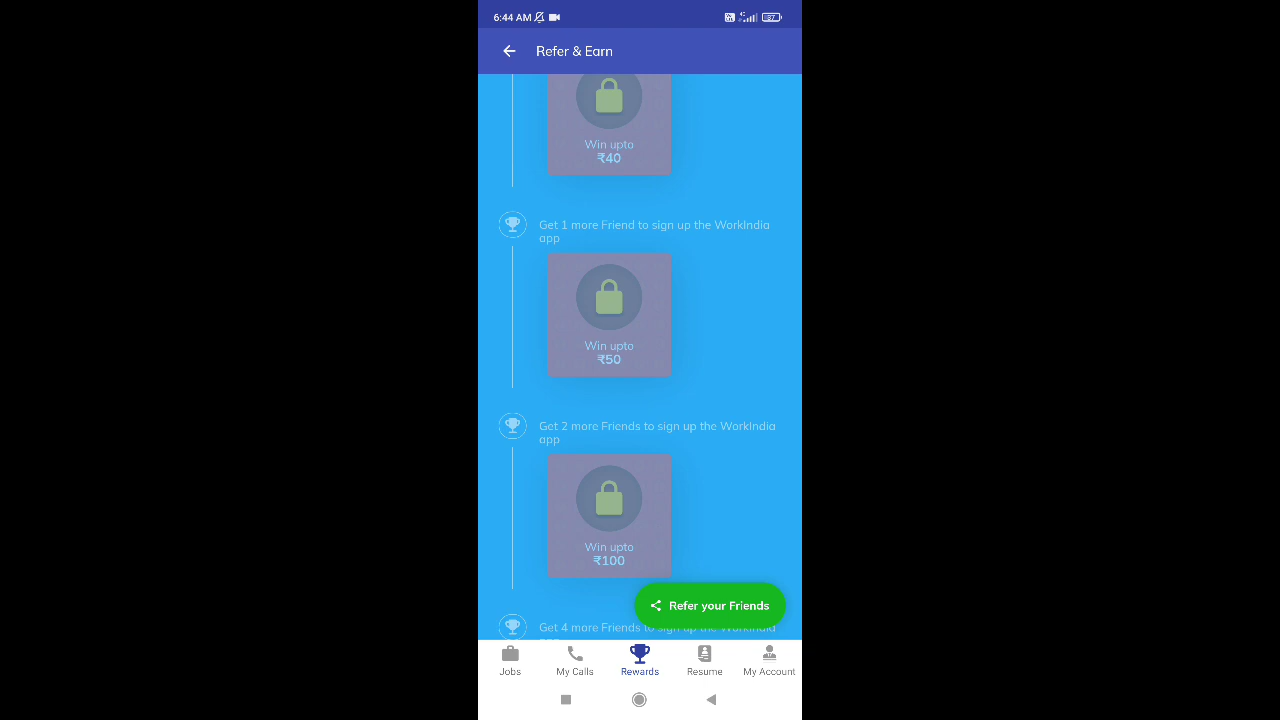 6:44 AM
87
Refer & Earn
Win upto
₹40
Get 1 more Friend to sign up the WorkIndia
app
Win upto
₹50
Get 2 more Friends to sign up the WorkIndia
app
Win upto
₹100
Refer your Friends
Get 4 more Friends to sign up the WorkIndia
Jobs
My Calls
Rewards
Resume
My Account